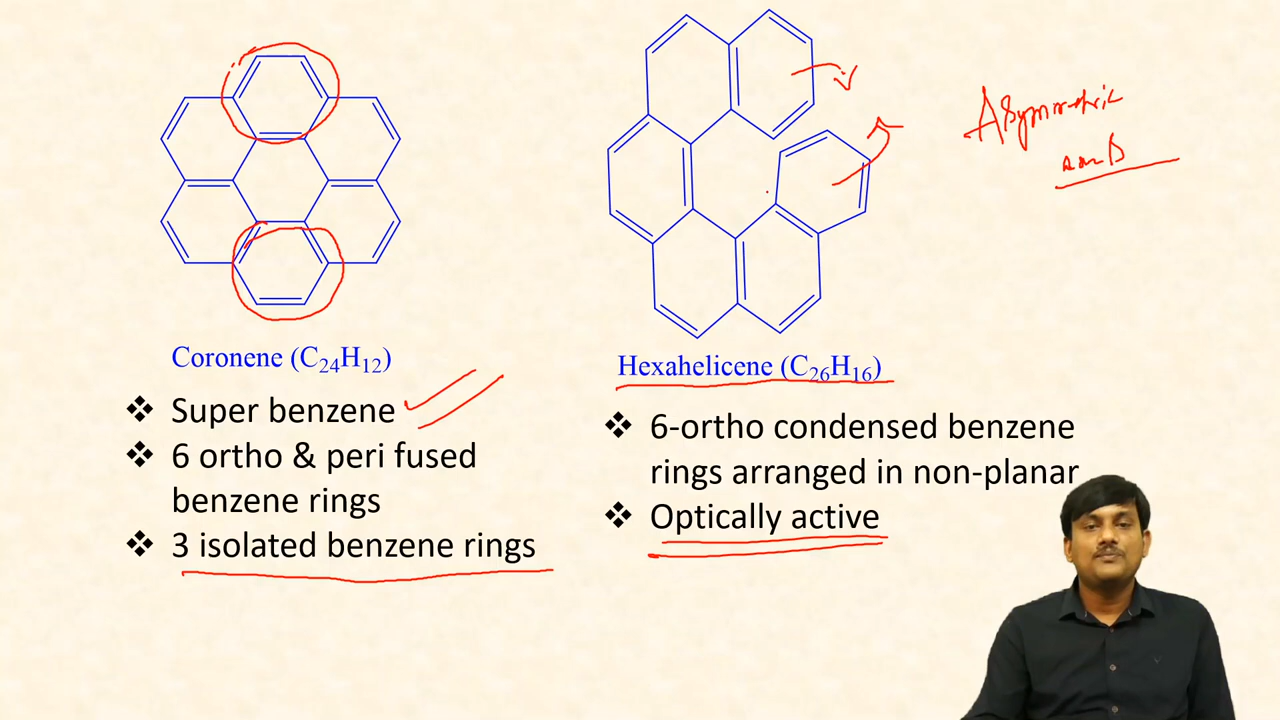 Coronene (C₂₄H₁₂)
❖ Super benzene
❖ 6 ortho & peri fused
benzene rings
❖ 3 isolated benzene rings
Hexahelicene (C₂₆H₁₆)
❖ 6-ortho condensed benzene
rings arranged in non-planar
❖ Optically active
Asymmetric